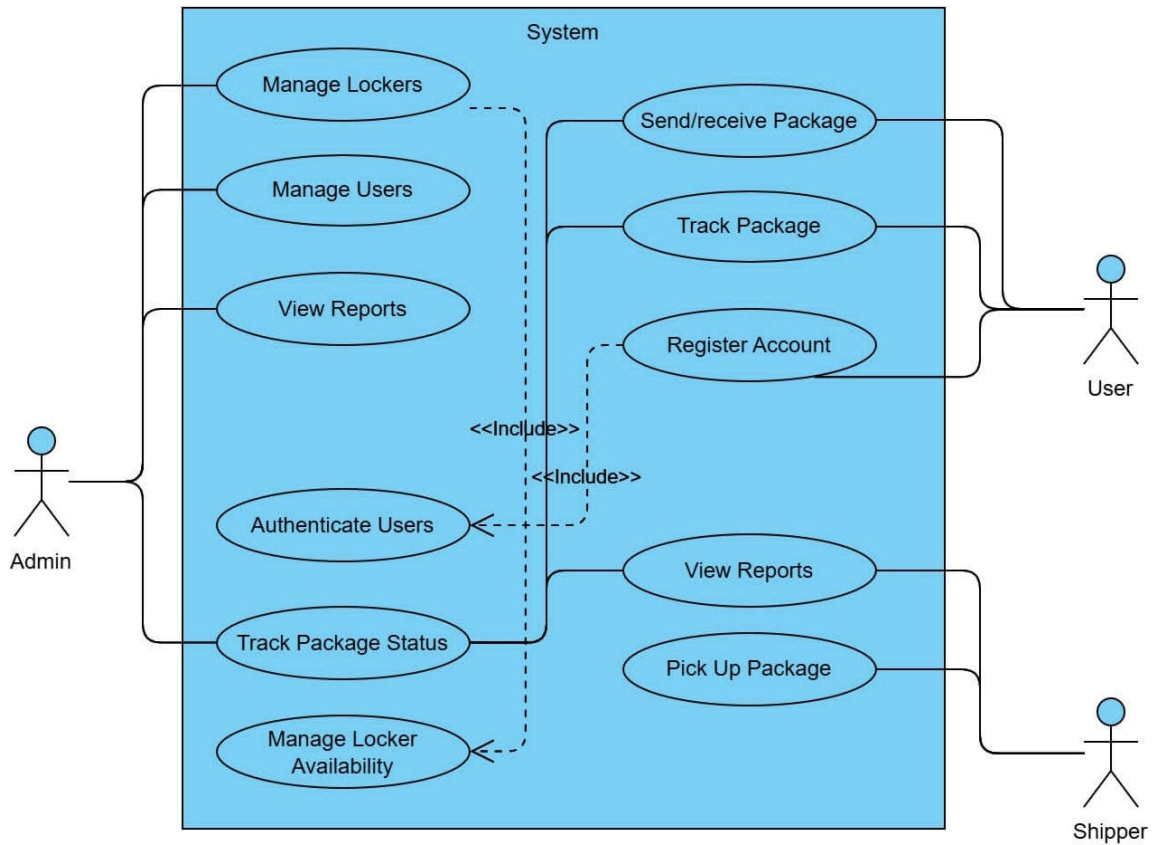 System
Manage Lockers
Send/receive Package
Manage Users
Track Package
View Reports
Register Account
User
<<Include>>
<<Include>>
Authenticate Users
Admin
View Reports
Track Package Status
Pick Up Package
Manage Locker
Availability
Shipper